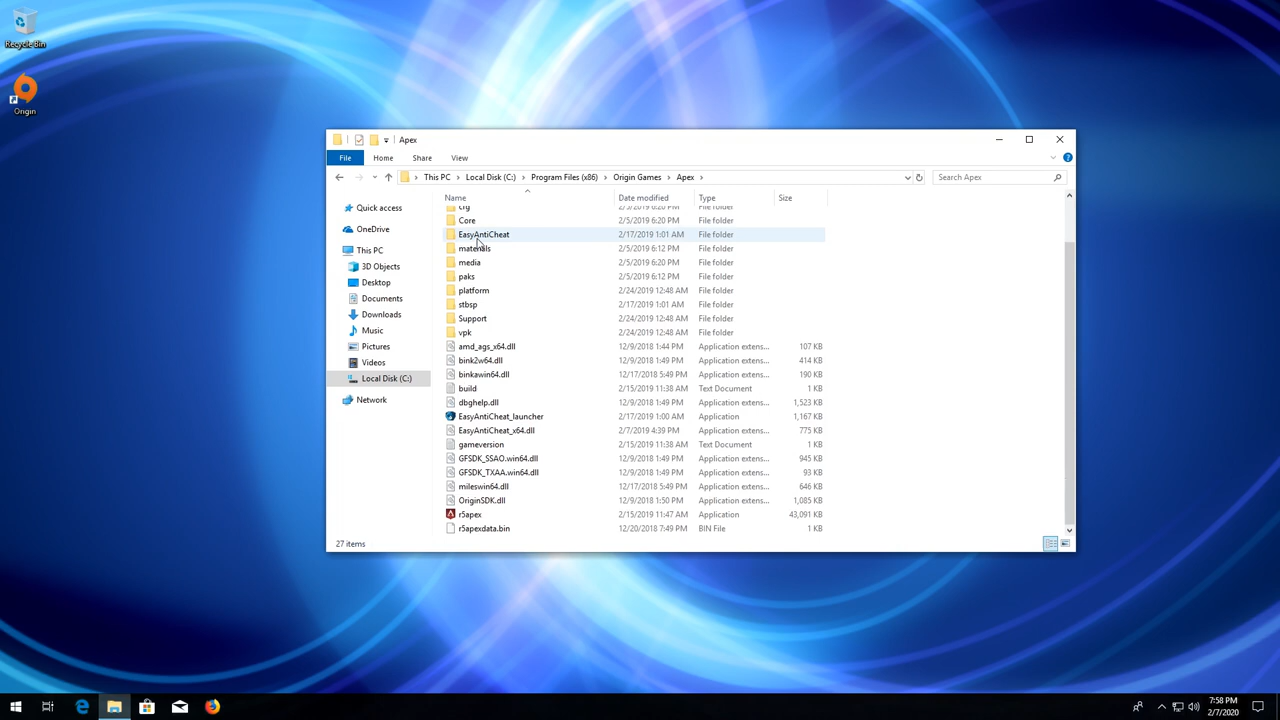 Recycle Bin
Origin
Apex
File Home Share View
This PC Local Disk (C:) Program Files (x86) Origin Games Apex
Search Apex
Name Date modified Type Size
Quick access
OneDrive
This PC
3D Objects
Desktop
Documents
Downloads
Music
Pictures
Videos
Local Disk (C:)
Network
cfg 2/5/2019 6:20 PM File folder
Core 2/5/2019 6:20 PM File folder
EasyAntiCheat 2/17/2019 1:01 AM File folder
materials 2/5/2019 6:12 PM File folder
media 2/5/2019 6:20 PM File folder
paks 2/5/2019 6:12 PM File folder
platform 2/24/2019 12:48 AM File folder
stbsp 2/17/2019 1:01 AM File folder
Support 2/24/2019 12:48 AM File folder
vpk 2/24/2019 12:48 AM File folder
amd_ags_x64.dll 12/9/2018 1:44 PM Application extens... 107 KB
bink2w64.dll 12/9/2018 1:49 PM Application extens... 414 KB
binkawin64.dll 12/17/2018 5:49 PM Application extens... 190 KB
build 2/15/2019 11:38 AM Text Document 1 KB
dbghelp.dll 12/9/2018 1:49 PM Application extens... 1,523 KB
EasyAntiCheat_launcher 2/17/2019 1:00 AM Application 1,167 KB
EasyAntiCheat_x64.dll 2/7/2019 4:39 PM Application extens... 775 KB
gameversion 2/15/2019 11:38 AM Text Document 1 KB
GFSDK_SSAO.win64.dll 12/9/2018 1:49 PM Application extens... 945 KB
GFSDK_TXAA.win64.dll 12/9/2018 1:49 PM Application extens... 93 KB
mileswin64.dll 12/17/2018 5:49 PM Application extens... 646 KB
OriginSDK.dll 12/9/2018 1:50 PM Application extens... 1,085 KB
r5apex 2/15/2019 11:47 AM Application 43,091 KB
r5apexdata.bin 12/20/2018 7:49 PM BIN File 1 KB
27 items
7:58 PM
2/7/2020